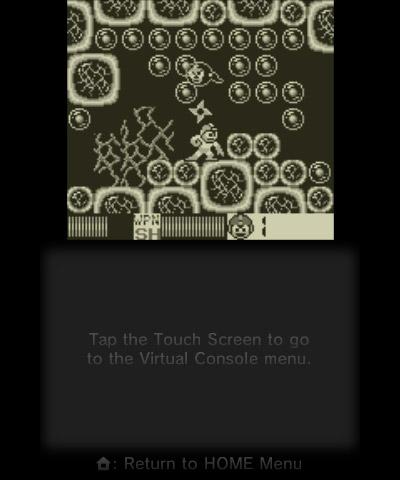 WPN
SH
Tap the Touch Screen to go
to the Virtual Console menu.
: Return to HOME Menu